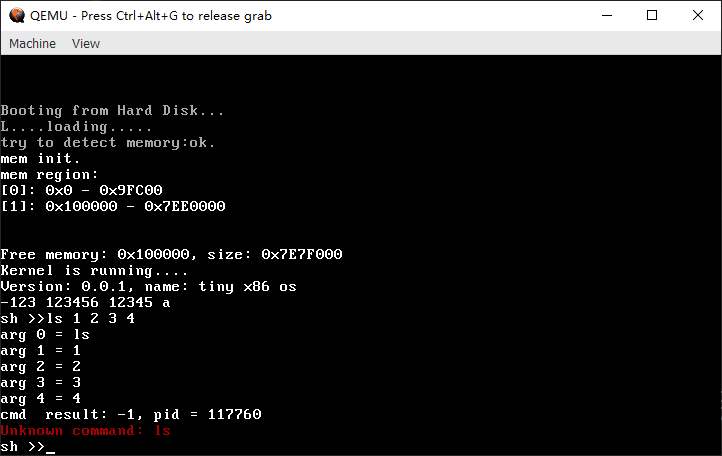 QEMU - Press Ctrl+Alt+G to release grab
Machine View
Booting from Hard Disk...
L....loading.....
try to detect memory:ok.
mem init.
mem region:
[0]: 0x0 - 0x9FC00
[1]: 0x100000 - 0x7EE0000
Free memory: 0x100000, size: 0x7E7F000
Kernel is running....
Version: 0.0.1, name: tiny x86 os
-123 123456 12345 a
sh >>ls 1 2 3 4
arg 0 = ls
arg 1 = 1
arg 2 = 2
arg 3 = 3
arg 4 = 4
cmd  result: -1, pid = 117760
Unknown command: ls
sh >>_